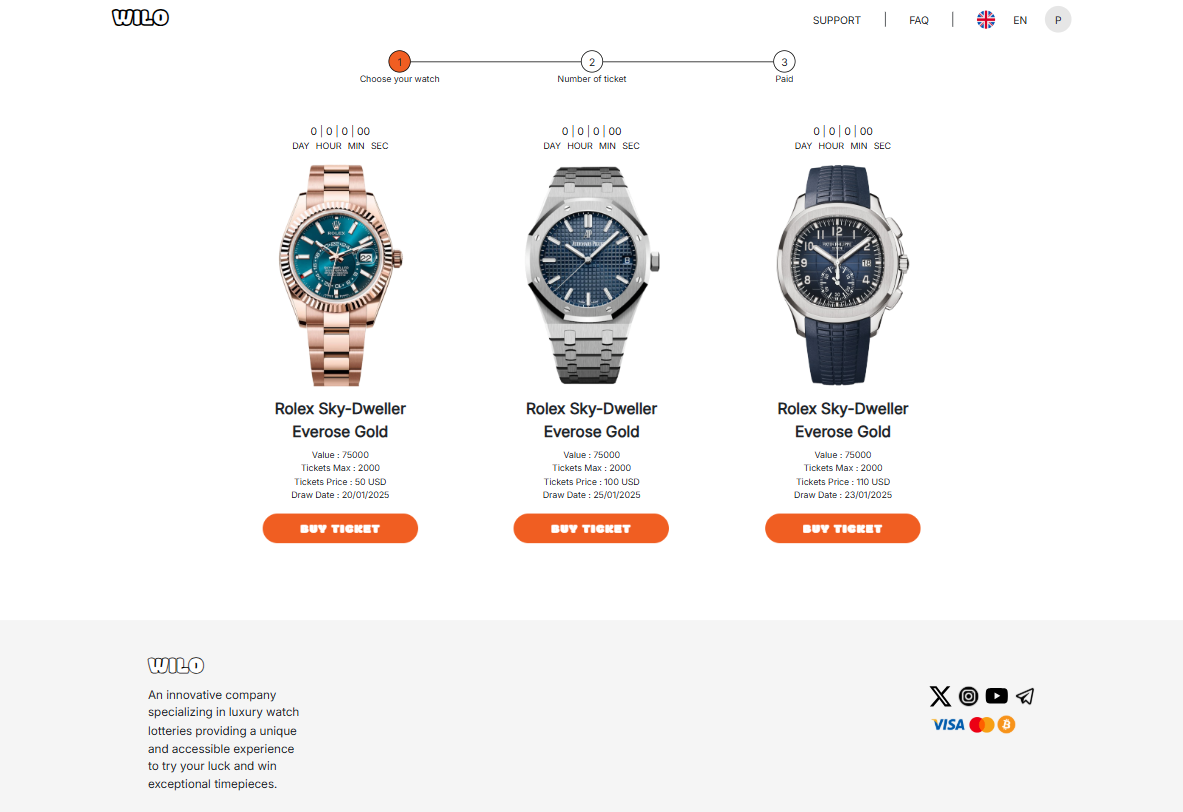 WILO
SUPPORT | FAQ | EN P
1 2 3
Choose your watch Number of ticket Paid
0 | 0 | 0 | 00
DAY HOUR MIN SEC
ROLEX
Rolex Sky-Dweller
Everose Gold
Value : 75000
Tickets Max : 2000
Tickets Price : 50 USD
Draw Date : 20/01/2025
BUY TICKET
0 | 0 | 0 | 00
DAY HOUR MIN SEC
Rolex Sky-Dweller
Everose Gold
Value : 75000
Tickets Max : 2000
Tickets Price : 100 USD
Draw Date : 25/01/2025
BUY TICKET
0 | 0 | 0 | 00
DAY HOUR MIN SEC
Rolex Sky-Dweller
Everose Gold
Value : 75000
Tickets Max : 2000
Tickets Price : 110 USD
Draw Date : 23/01/2025
BUY TICKET
WILO
An innovative company
specializing in luxury watch
lotteries providing a unique
and accessible experience
to try your luck and win
exceptional timepieces.
VISA